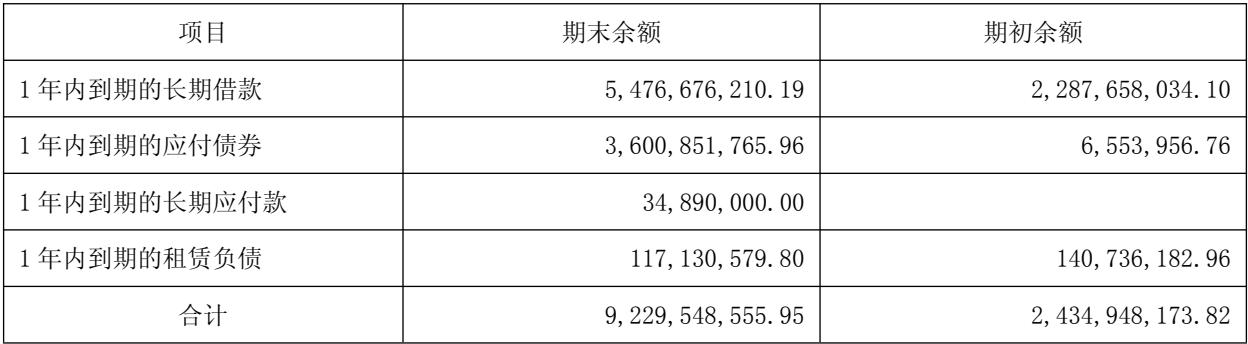 项目 期末余额 期初余额
1 年内到期的长期借款 5,476,676,210.19 2,287,658,034.10
1 年内到期的应付债券 3,600,851,765.96 6,553,956.76
1 年内到期的长期应付款 34,890,000.00
1 年内到期的租赁负债 117,130,579.80 140,736,182.96
合计 9,229,548,555.95 2,434,948,173.82